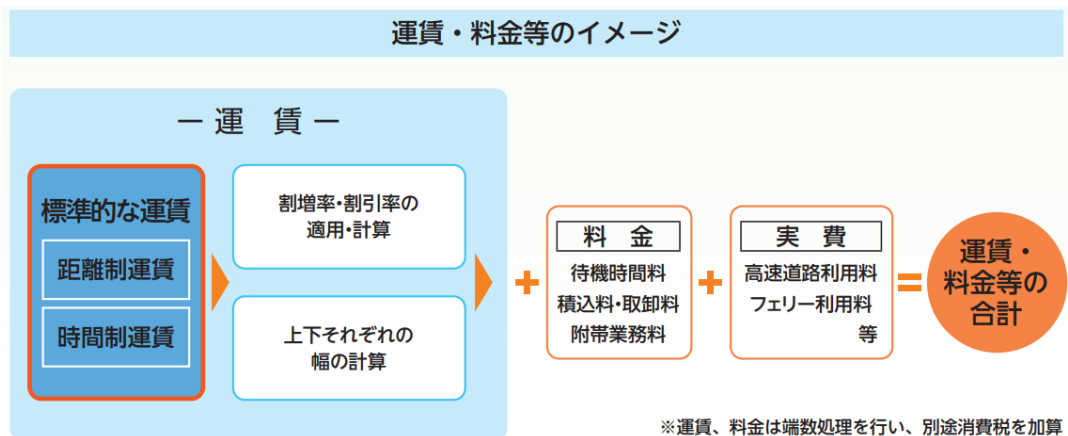 運賃・料金等のイメージ
ー 運　賃 ー
標準的な運賃
距離制運賃
時間制運賃
割増率・割引率の
適用・計算
上下それぞれの
幅の計算
+
料　金
待機時間料
積込料・取卸料
附帯業務料
+
実　費
高速道路利用料
フェリー利用料
等
=
運賃・
料金等の
合計
※運賃、料金は端数処理を行い、別途消費税を加算